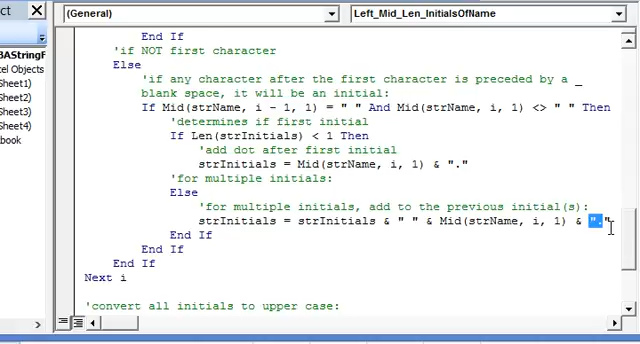 ct
(General)
Left_Mid_Len_InitialsOfName
BAStringF
el Objects
Sheet1)
Sheet2)
Sheet3)
Sheet4)
book
End If
'if NOT first character
Else
'if any character after the first character is preceded by a _
blank space, it will be an initial:
If Mid(strName, i - 1, 1) = " " And Mid(strName, i, 1) <> " " Then
'determines if first initial
If Len(strInitials) < 1 Then
'add dot after first initial
strInitials = Mid(strName, i, 1) & "."
'for multiple initials:
Else
'for multiple initials, add to the previous initial(s):
strInitials = strInitials & " " & Mid(strName, i, 1) & "."
End If
End If
End If
Next i
'convert all initials to upper case: